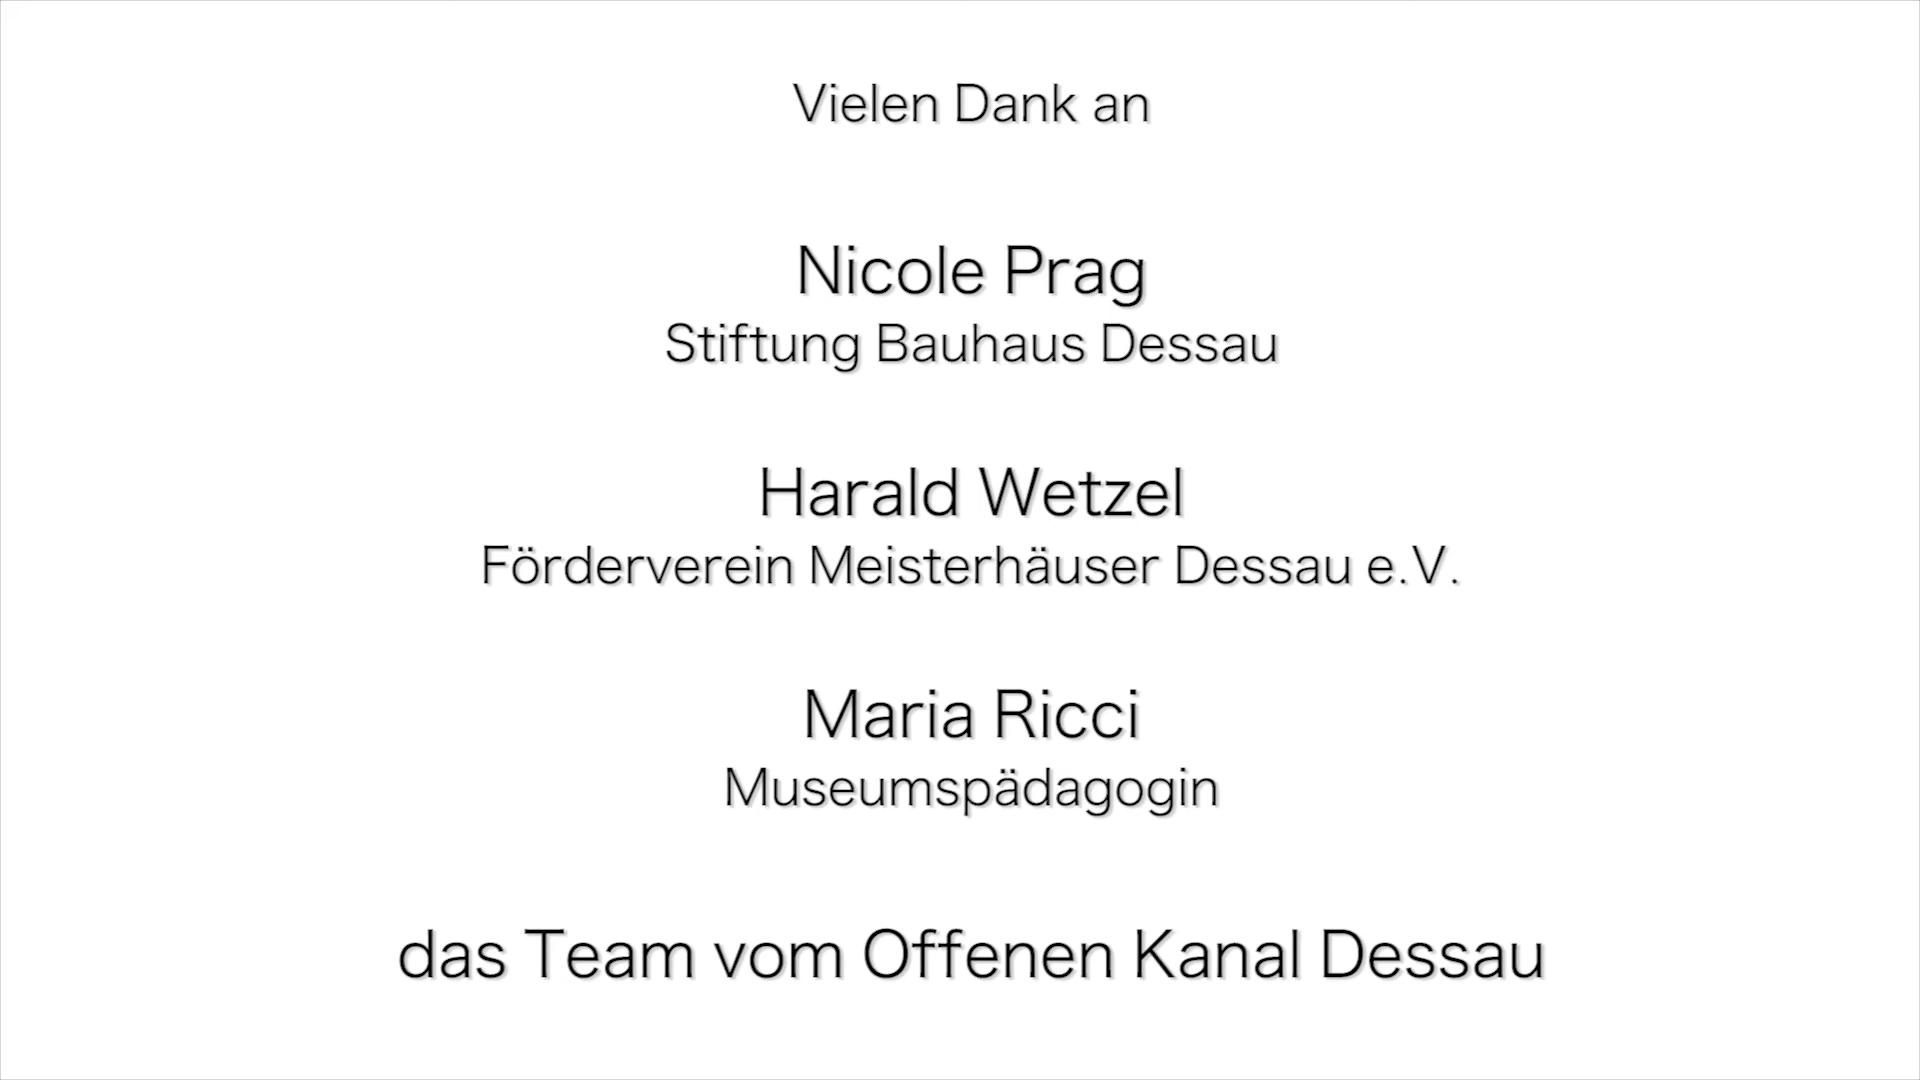 Vielen Dank an
Nicole Prag
Stiftung Bauhaus Dessau
Harald Wetzel
Förderverein Meisterhäuser Dessau e.V.
Maria Ricci
Museumspädagogin
das Team vom Offenen Kanal Dessau